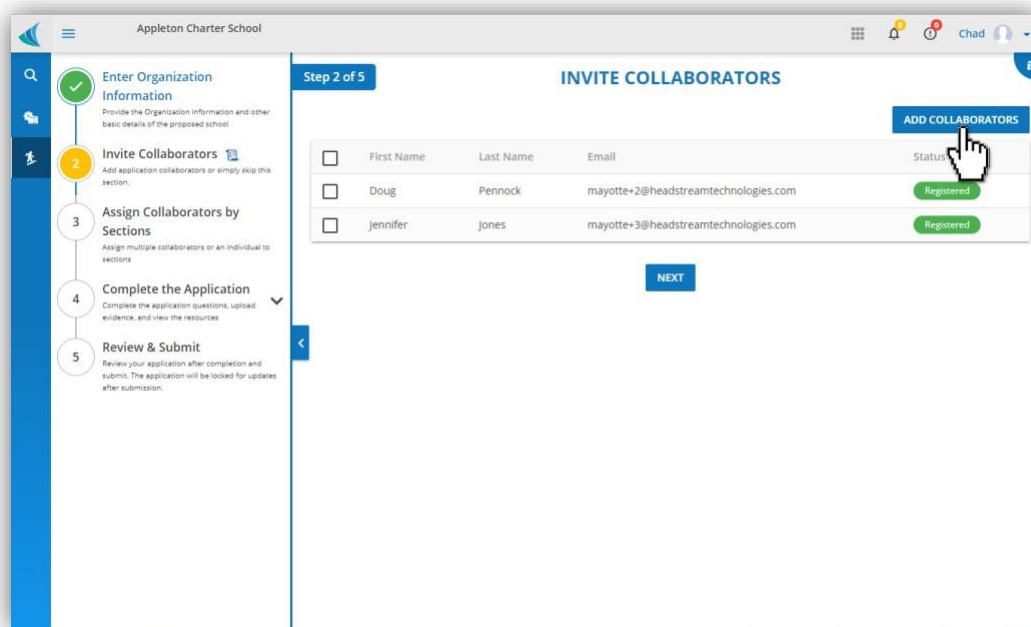 Appleton Charter School
0
0
Chad
Enter Organization
Information
Provide the Organization information and other
basic details of the proposed school
2
Invite Collaborators
Add application collaborators or simply skip this
section.
3
Assign Collaborators by
Sections
Assign multiple collaborators or an individual to
sections
4
Complete the Application
Complete the application questions, upload
evidence, and view the resources
5
Review & Submit
Review your application after completion and
submit. The application will be locked for updates
after submission.
Step 2 of 5
INVITE COLLABORATORS
ADD COLLABORATORS
First Name Last Name Email Status
Doug Pennock mayotte+2@headstreamtechnologies.com Registered
Jennifer Jones mayotte+3@headstreamtechnologies.com Registered
NEXT